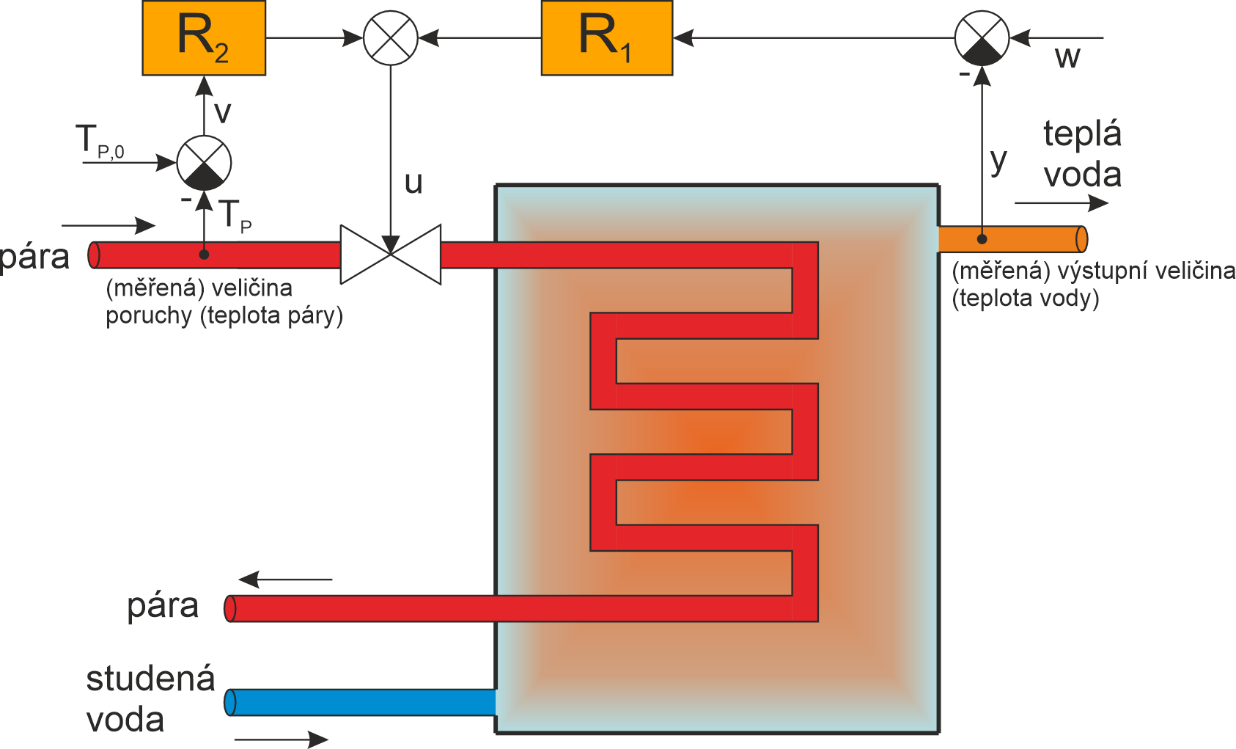 R2
R1
w
-
v
TP,0
teplá
voda
y
u
-
TP
pára
(měřená) veličina
poruchy (teplota páry)
(měřená) výstupní veličina
(teplota vody)
pára
studená
voda